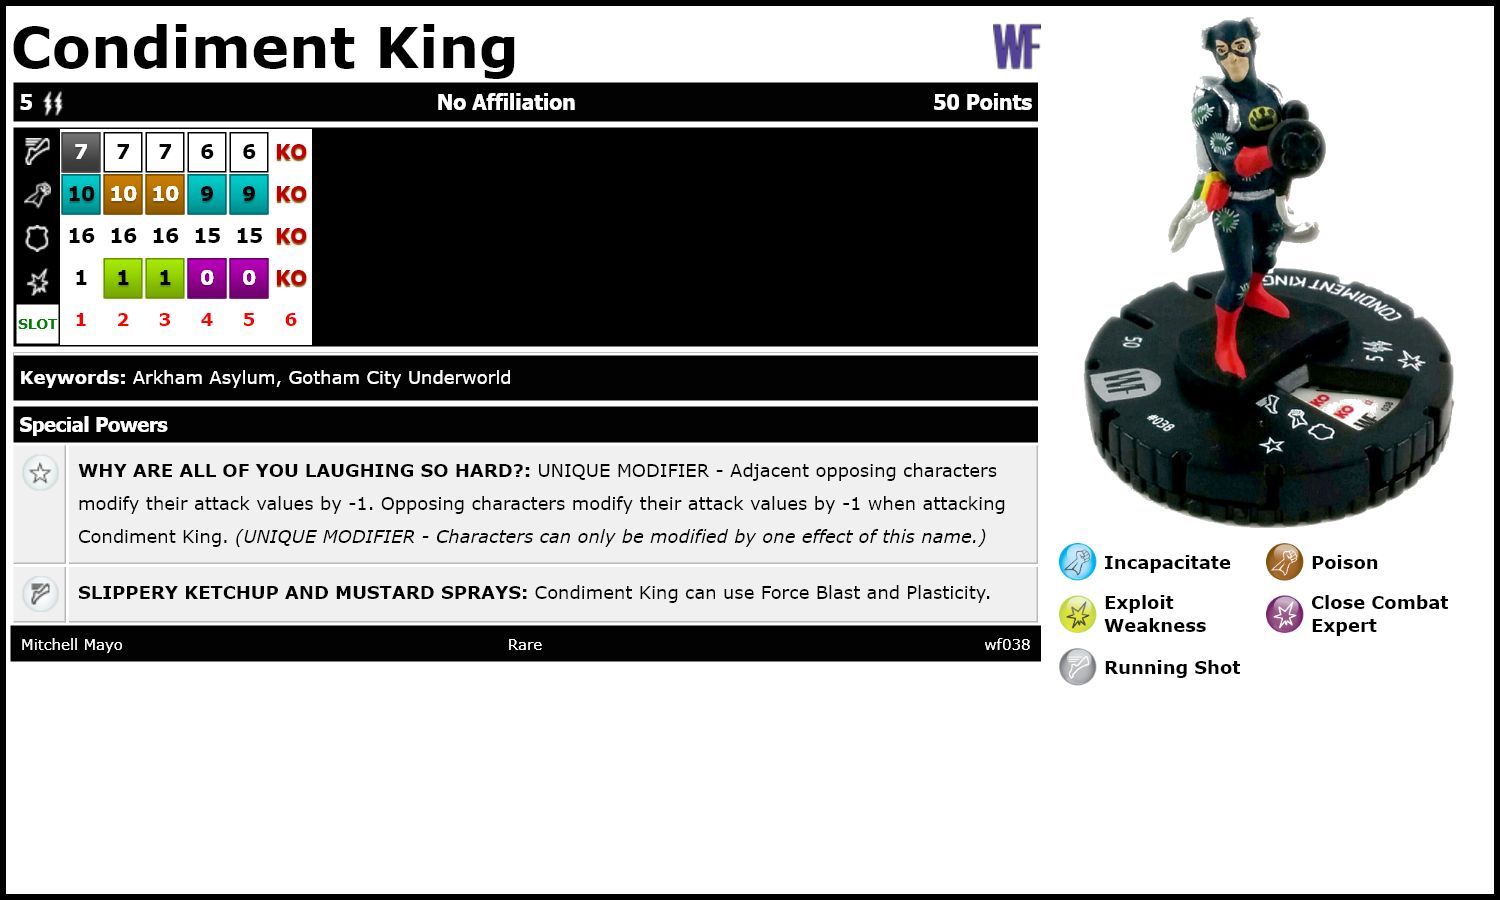 Condiment King
WF
5
No Affiliation
50 Points
7 7 7 6 6 KO
10 10 10 9 9 KO
16 16 16 15 15 KO
1 1 1 0 0 KO
SLOT 1 2 3 4 5 6
Keywords: Arkham Asylum, Gotham City Underworld
Special Powers
WHY ARE ALL OF YOU LAUGHING SO HARD?: UNIQUE MODIFIER - Adjacent opposing characters
modify their attack values by -1. Opposing characters modify their attack values by -1 when attacking
Condiment King. (UNIQUE MODIFIER - Characters can only be modified by one effect of this name.)
SLIPPERY KETCHUP AND MUSTARD SPRAYS: Condiment King can use Force Blast and Plasticity.
Mitchell Mayo
Rare
wf038
CONDIMENT KING
50
5
WF
#038
KO
KO
038
WF
Incapacitate
Poison
Exploit
Weakness
Close Combat
Expert
Running Shot